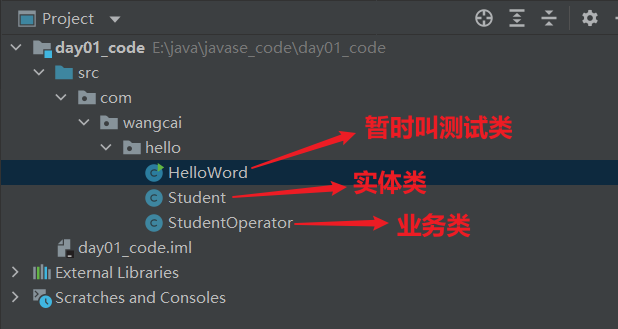 Project
day01_code E:\java\javase_code\day01_code
src
com
wangcai
hello
HelloWord
暂时叫测试类
Student
实体类
StudentOperator
业务类
day01_code.iml
External Libraries
Scratches and Consoles